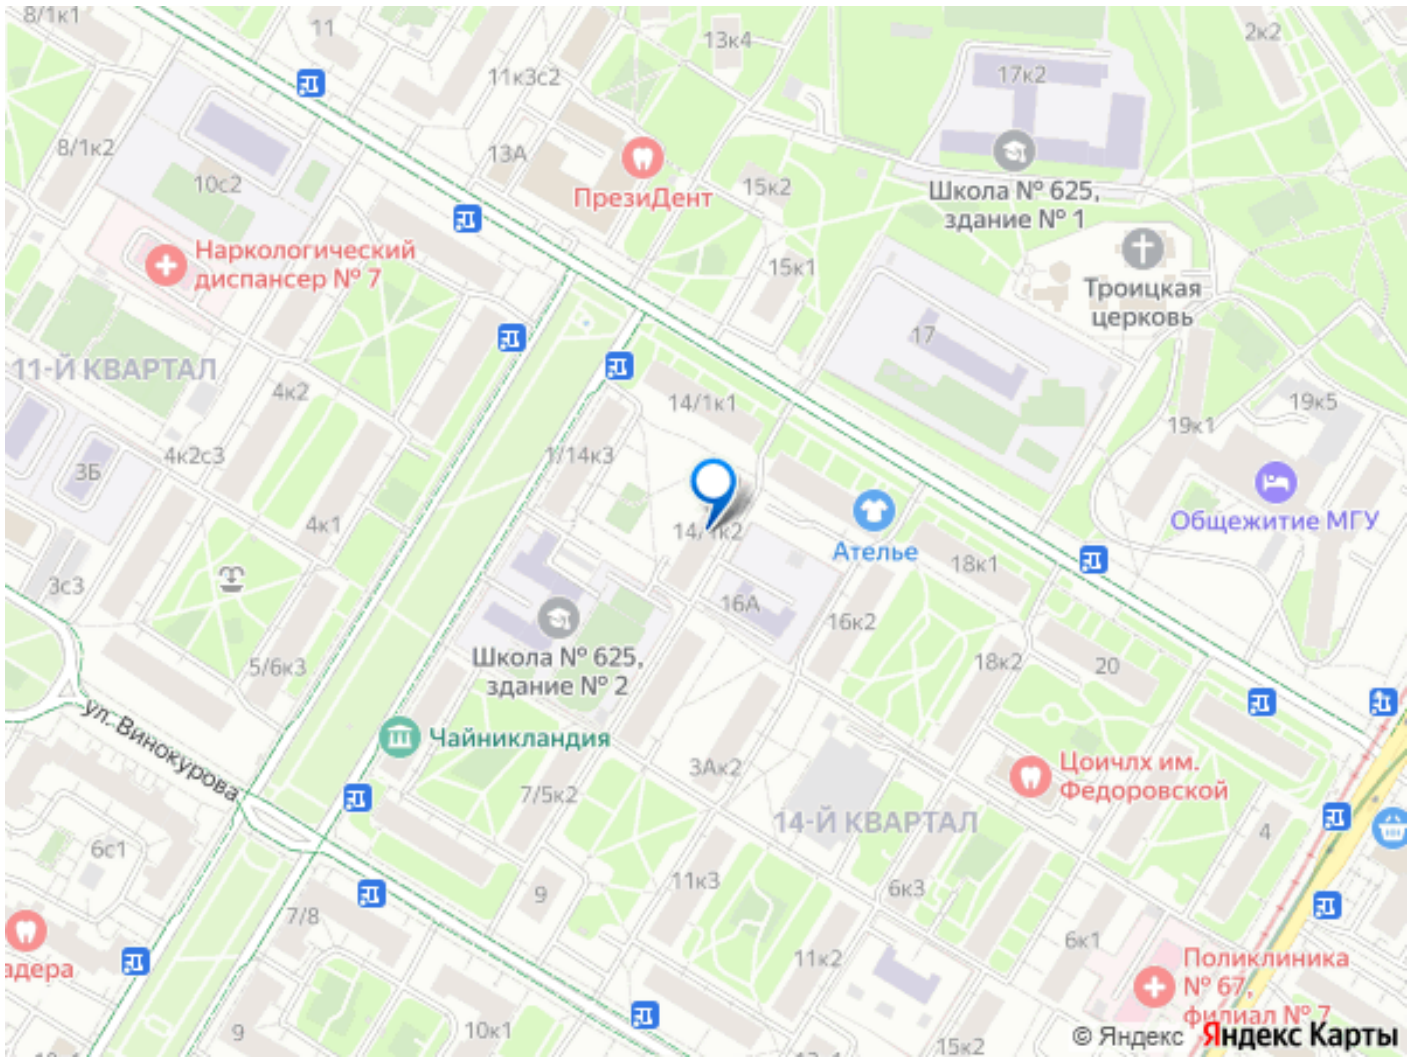 8/1к1
11
13к4
2к2
11к3с2
17к2
8/1к2
13А
10с2
ПрезиДент
15к2
Школа № 625,
здание № 1
Наркологический
диспансер № 7
15к1
Троицкая
церковь
17
11-Й КВАРТАЛ
4к2
14/1к1
19к5
19к1
1/14к3
4к2с3
3Б
Общежитие МГУ
4к1
14/1к2
Ателье
18к1
3с3
16А
16к2
Школа № 625,
здание № 2
5/6к3
18к2
20
ул. Винокурова
Чайникландия
3Ак2
Цоичлх им.
Федоровской
7/5к2
14-Й КВАРТАЛ
4
6с1
11к3
6к3
9
7/8
6к1
адера
11к2
Поликлиника
№ 67,
филиал № 7
9
10к1
15к2
© Яндекс Яндекс Карты